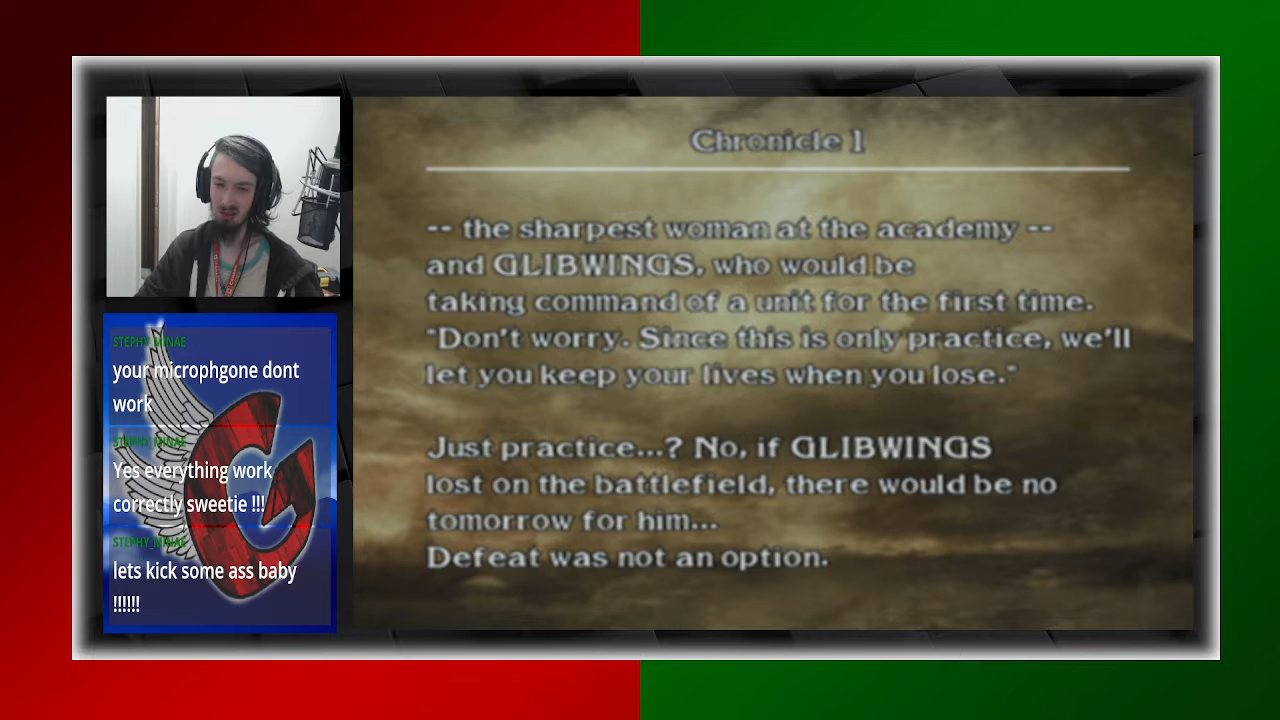 Chronicle 1
-- the sharpest woman at the academy --
and GLIBWINGS, who would be
taking command of a unit for the first time.
"Don't worry. Since this is only practice, we'll
let you keep your lives when you lose."
Just practice...? No, if GLIBWINGS
lost on the battlefield, there would be no
tomorrow for him...
Defeat was not an option.
STEPHY_MINAE
your microphgone dont
work
STEPHY_MINAE
Yes everything work
correctly sweetie !!!
STEPHY_MINAE
lets kick some ass baby
!!!!!!
G